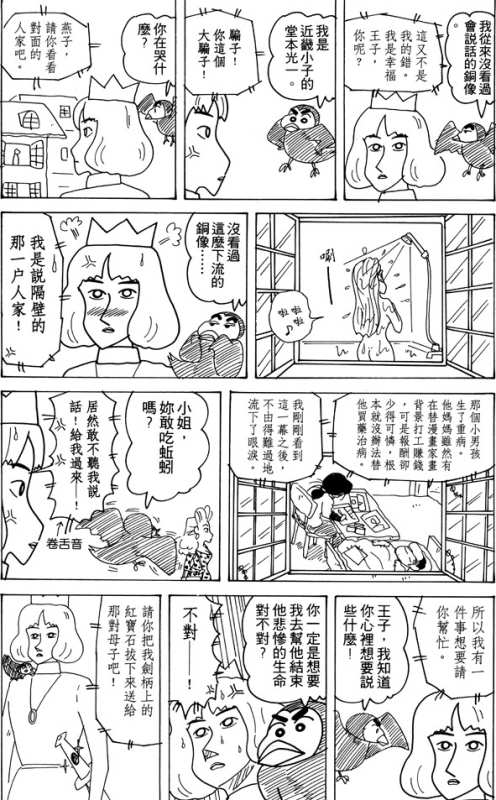 我從來沒看過
會説話的銅像
這又不是
我的錯。
我是幸福
王子，
你呢？
我是
近畿小子的
堂本光一。
騙子！
你這個
大騙子！
你在哭什
麼？
燕子，
請你看看
對面的
人家吧。
唰
啦
啦
啦
♪
沒看過
這麼下流的
銅像……
我是説隔壁的
那一户人家！
那個小男孩
生了重病。
他媽媽雖然有
在替漫畫家畫
背景打工賺錢
，可是報酬卻
少得可憐，根
本就沒辦法替
他買藥治病。
我剛剛看到
這一幕之後，
不由得難過地
流下了眼淚。
小姐，
妳敢吃蚯蚓
嗎？
卷舌音
居然敢不聽我説
話！給我過來！
所以我有一
件事想要請
你幫忙。
王子，我知道
你心裡想要説
些什麼！
你一定是想要
我去幫他結束
他悲慘的生命
對不對？
不對！
請你把我劍柄上的
紅寶石拔下來送給
那對母子吧！